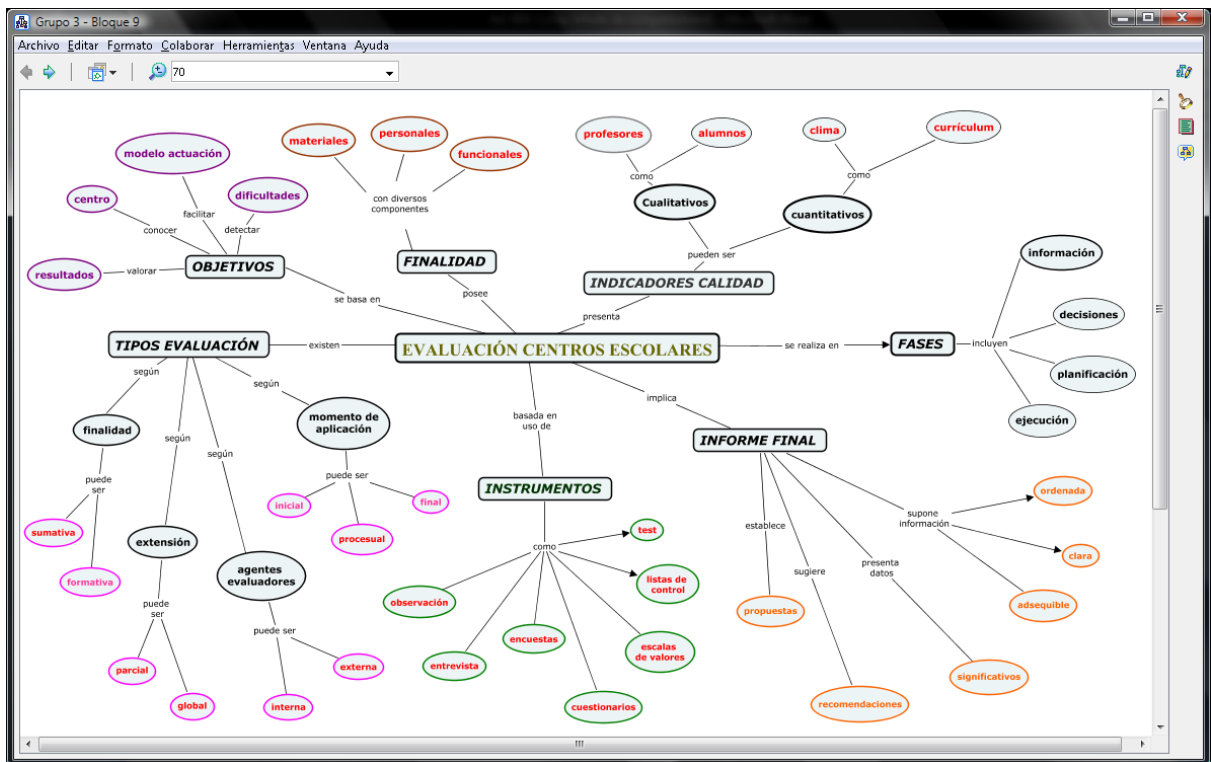 Grupo 3 - Bloque 9
Archivo Editar Formato Colaborar Herramientas Ventana Ayuda
70
materiales
personales
funcionales
con diversos
componentes
FINALIDAD
posee
modelo actuación
centro
dificultades
facilitar
conocer
detectar
resultados
valorar
OBJETIVOS
se basa en
profesores
alumnos
como
Cualitativos
clima
currículum
como
cuantitativos
pueden ser
INDICADORES CALIDAD
presenta
EVALUACIÓN CENTROS ESCOLARES
se realiza en
FASES
incluyen
información
decisiones
planificación
ejecución
existen
TIPOS EVALUACIÓN
según
finalidad
puede
ser
sumativa
formativa
según
extensión
puede
ser
parcial
global
según
agentes
evaluadores
puede ser
interna
externa
según
momento de
aplicación
puede ser
inicial
procesual
final
basada en
uso de
INSTRUMENTOS
como
test
listas de
control
escalas
de valores
cuestionarios
encuestas
entrevista
observación
implica
INFORME FINAL
establece
propuestas
sugiere
recomendaciones
presenta
datos
significativos
supone
información
ordenada
clara
adsequible